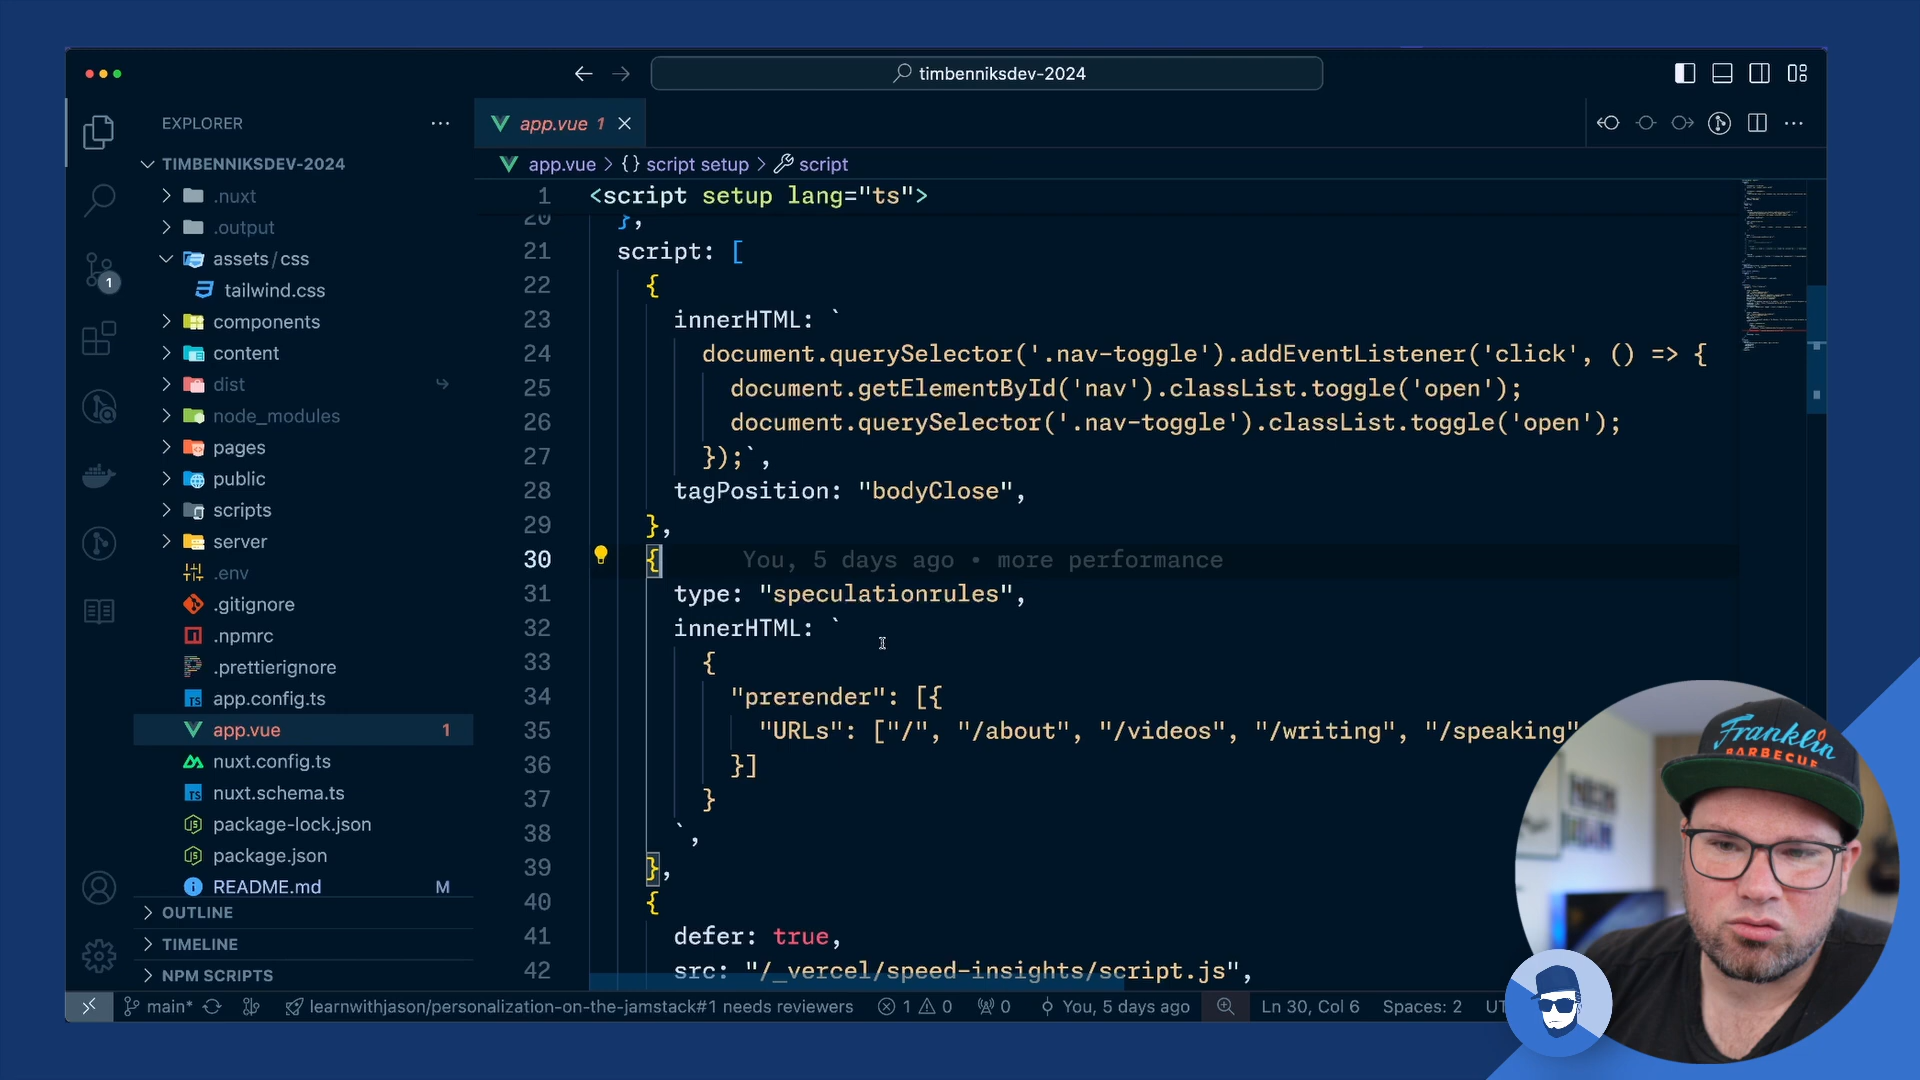 timbenniksdev-2024
EXPLORER
TIMBENNIKSDEV-2024
.nuxt
.output
assets/css
tailwind.css
components
content
dist
node_modules
pages
public
scripts
server
.env
.gitignore
.npmrc
.prettierignore
app.config.ts
app.vue 1
nuxt.config.ts
nuxt.schema.ts
package-lock.json
package.json
README.md M
OUTLINE
TIMELINE
NPM SCRIPTS
1
app.vue 1
app.vue > {} script setup > script
1 <script setup lang="ts">
20 },
21 script: [
22 {
23 innerHTML: `
24 document.querySelector('.nav-toggle').addEventListener('click', () => {
25 document.getElementById('nav').classList.toggle('open');
26 document.querySelector('.nav-toggle').classList.toggle('open');
27 });`,
28 tagPosition: "bodyClose",
29 },
30 { You, 5 days ago • more performance
31 type: "speculationrules",
32 innerHTML: `
33 {
34 "prerender": [{
35 "URLs": ["/", "/about", "/videos", "/writing", "/speaking"
36 }]
37 }
38 `,
39 },
40 {
41 defer: true,
42 src: "/_vercel/speed-insights/script.js",
main* learnwithjason/personalization-on-the-jamstack#1 needs reviewers 1 0 0 You, 5 days ago Ln 30, Col 6 Spaces: 2 UT
Franklin
BARBECUE